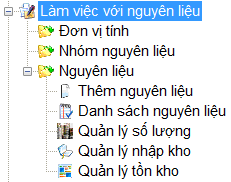 Làm việc với nguyên liệu
Đơn vị tính
Nhóm nguyên liệu
Nguyên liệu
Thêm nguyên liệu
Danh sách nguyên liệu
Quản lý số lượng
Quản lý nhập kho
Quản lý tồn kho